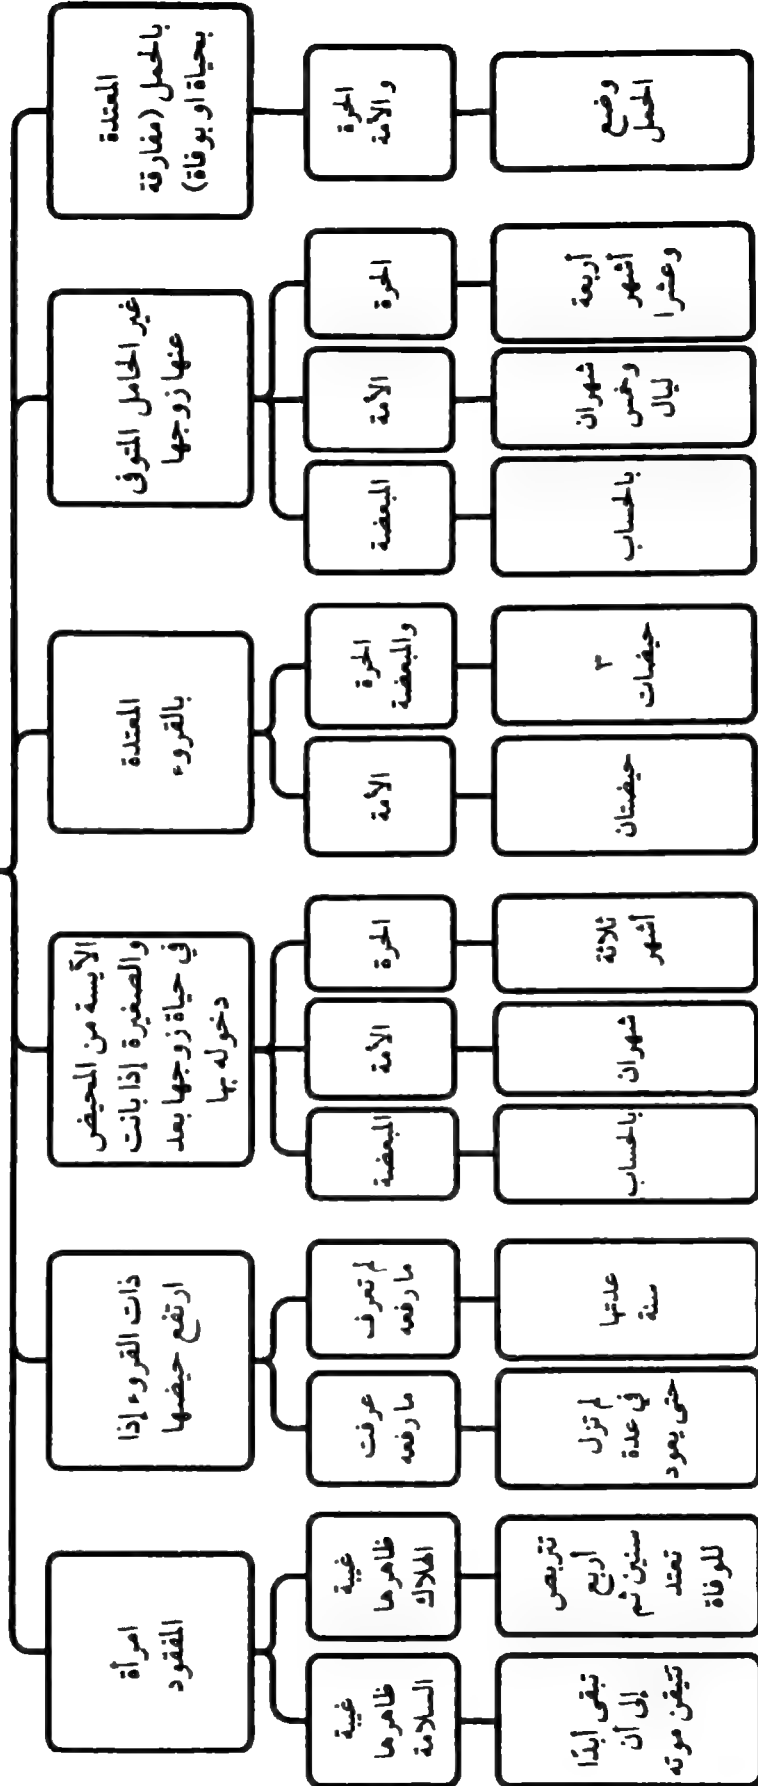 المعتدة
بالحمل (مفارقة
بحياة او بوفاة)
الحرة
والأمة
وضع
الحمل
غير الحامل المتوفى
عنها زوجها
الحرة
أربعة
أشهر
وعشرا
الأمة
شهران
وخمس
ليال
المبعضة
بالحساب
المعتدة
بالقروء
الحرة
والمبعضة
٣
حيضات
الأمة
حيضتان
الآيسة من المحيض
والصغيرة إذا بانت
في حياة زوجها بعد
دخوله بها
الحرة
ثلاثة
أشهر
الأمة
شهران
المبعضة
بالحساب
ذات القروء إذا
ارتفع حيضها
لم تعرف
ما رفعه
عدتها
سنة
عرفت
ما رفعه
لم تزل
في عدة
حتى يعود
امرأة
المفقود
غيبة
ظاهرها
الهلاك
تتربص
أربع
سنين ثم
تعتد
للوفاة
غيبة
ظاهرها
السلامة
تبقى أبدًا
إلى أن
تتيقن موته